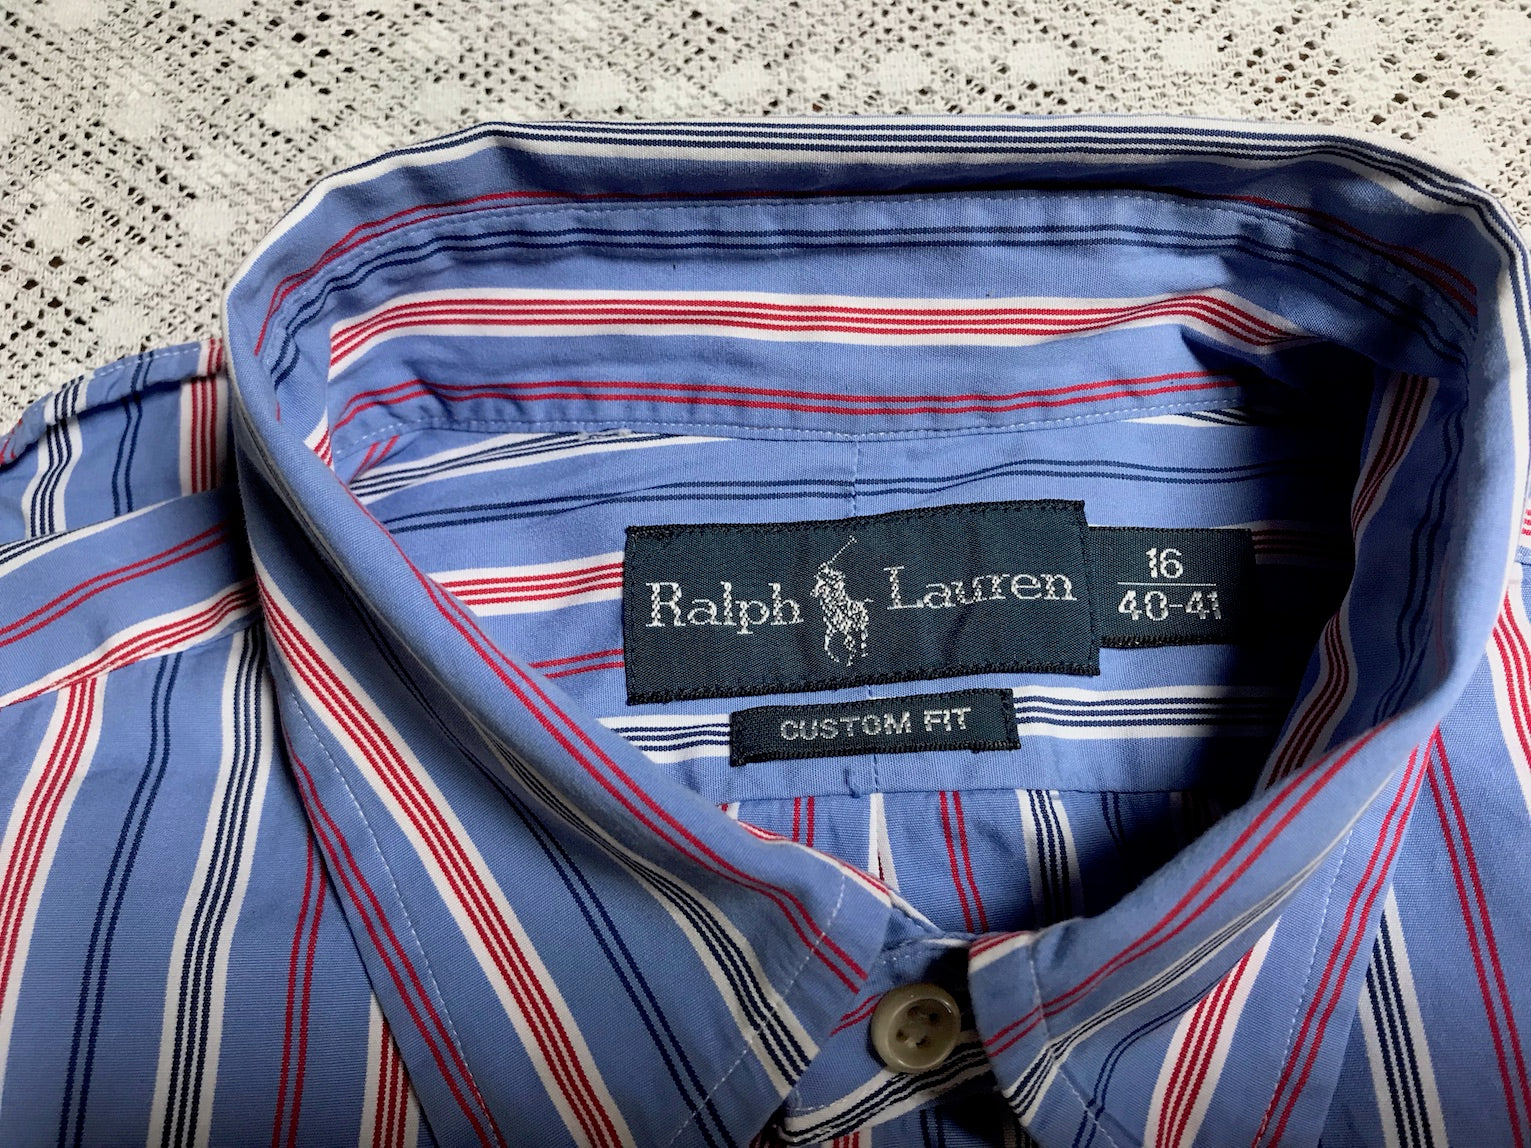 Ralph Lauren
16
40-41
CUSTOM FIT